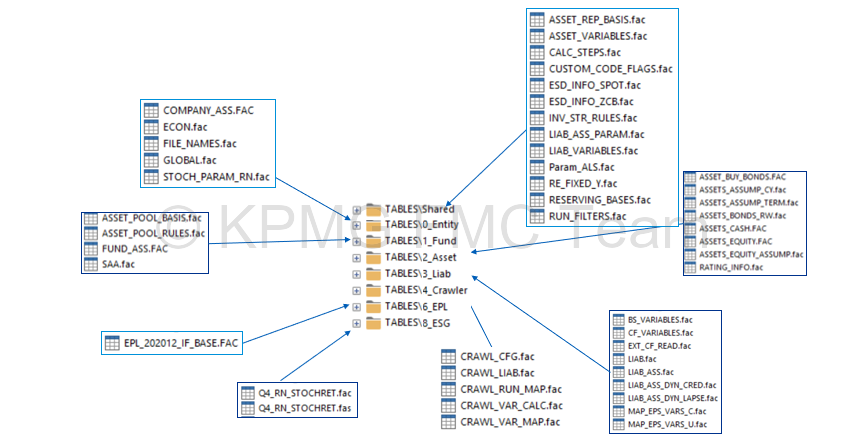 ASSET_REP_BASIS.fac
ASSET_VARIABLES.fac
CALC_STEPS.fac
CUSTOM_CODE_FLAGS.fac
ESD_INFO_SPOT.fac
ESD_INFO_ZCB.fac
INV_STR_RULES.fac
LIAB_ASS_PARAM.fac
LIAB_VARIABLES.fac
Param_ALS.fac
RE_FIXED_Y.fac
RESERVING_BASES.fac
RUN_FILTERS.fac
COMPANY_ASS.FAC
ECON.fac
FILE_NAMES.fac
GLOBAL.fac
STOCH_PARAM_RN.fac
ASSET_BUY_BONDS.FAC
ASSETS_ASSUMP_CY.fac
ASSETS_ASSUMP_TERM.fac
ASSETS_BONDS_RW.fac
ASSETS_CASH.FAC
ASSETS_EQUITY.FAC
ASSETS_EQUITY_ASSUMP.fac
RATING_INFO.fac
ASSET_POOL_BASIS.fac
ASSET_POOL_RULES.fac
FUND_ASS.FAC
SAA.fac
TABLES\Shared
TABLES\0_Entity
TABLES\1_Fund
TABLES\2_Asset
TABLES\3_Liab
TABLES\4_Crawler
TABLES\6_EPL
TABLES\8_ESG
EPL_202012_IF_BASE.FAC
Q4_RN_STOCHRET.fac
Q4_RN_STOCHRET.fas
CRAWL_CFG.fac
CRAWL_LIAB.fac
CRAWL_RUN_MAP.fac
CRAWL_VAR_CALC.fac
CRAWL_VAR_MAP.fac
BS_VARIABLES.fac
CF_VARIABLES.fac
EXT_CF_READ.fac
LIAB.fac
LIAB_ASS.fac
LIAB_ASS_DYN_CRED.fac
LIAB_ASS_DYN_LAPSE.fac
MAP_EPS_VARS_C.fac
MAP_EPS_VARS_U.fac